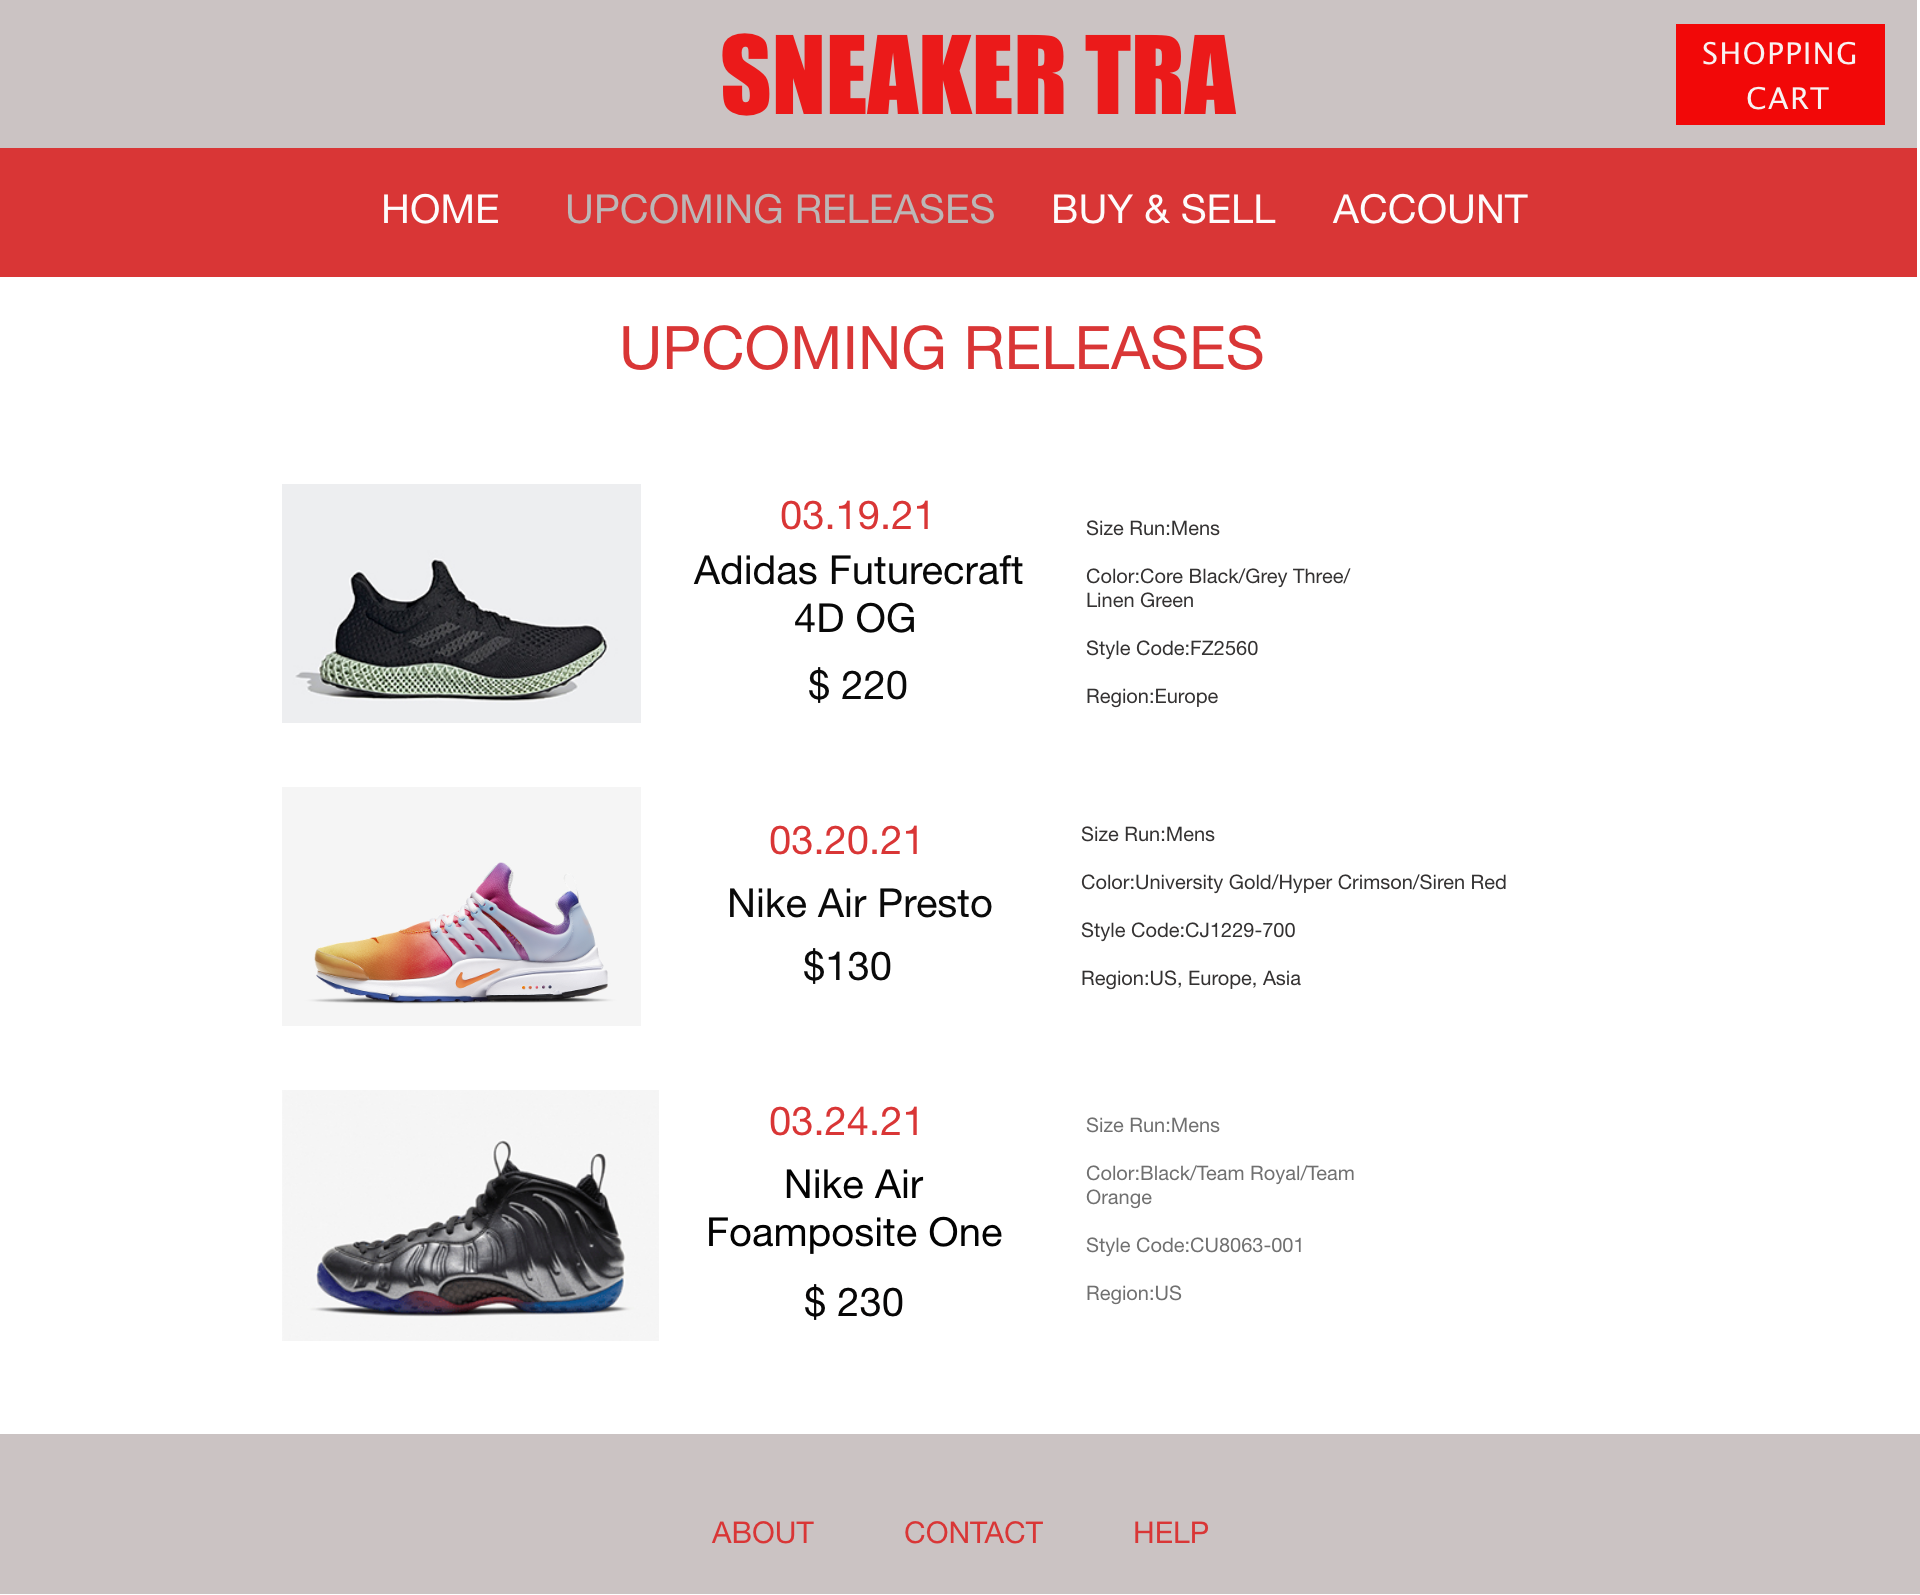 SNEAKER TRA
SHOPPING
CART
HOME UPCOMING RELEASES BUY & SELL ACCOUNT
UPCOMING RELEASES
03.19.21
Adidas Futurecraft
4D OG
$ 220
Size Run:Mens
Color:Core Black/Grey Three/
Linen Green
Style Code:FZ2560
Region:Europe
03.20.21
Nike Air Presto
$130
Size Run:Mens
Color:University Gold/Hyper Crimson/Siren Red
Style Code:CJ1229-700
Region:US, Europe, Asia
03.24.21
Nike Air
Foamposite One
$ 230
Size Run:Mens
Color:Black/Team Royal/Team
Orange
Style Code:CU8063-001
Region:US
ABOUT CONTACT HELP